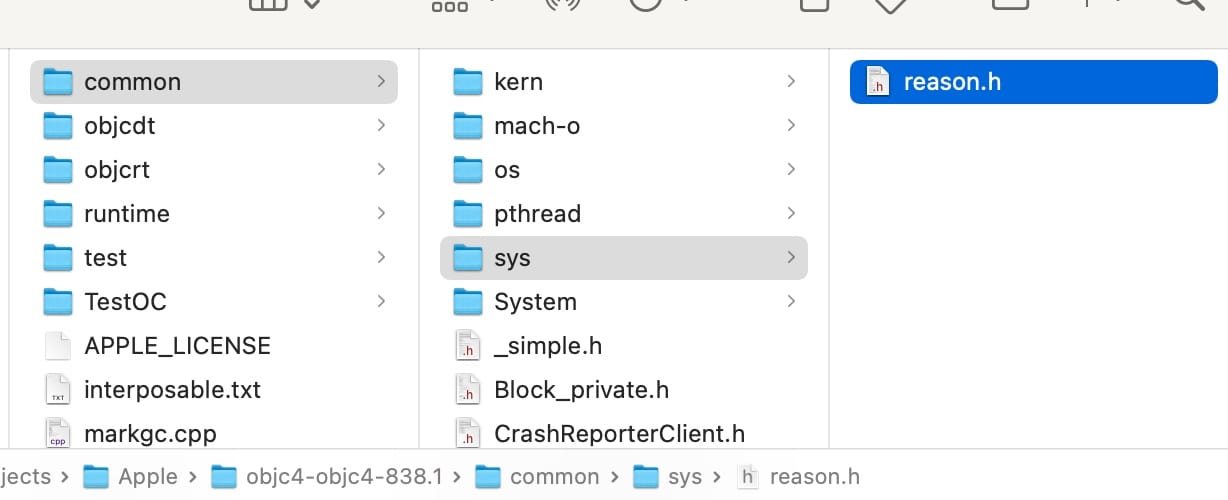 common
objcdt
objcrt
runtime
test
TestOC
APPLE_LICENSE
interposable.txt
markgc.cpp
kern
mach-o
os
pthread
sys
System
_simple.h
Block_private.h
CrashReporterClient.h
reason.h
jects › Apple › objc4-objc4-838.1 › common › sys › reason.h